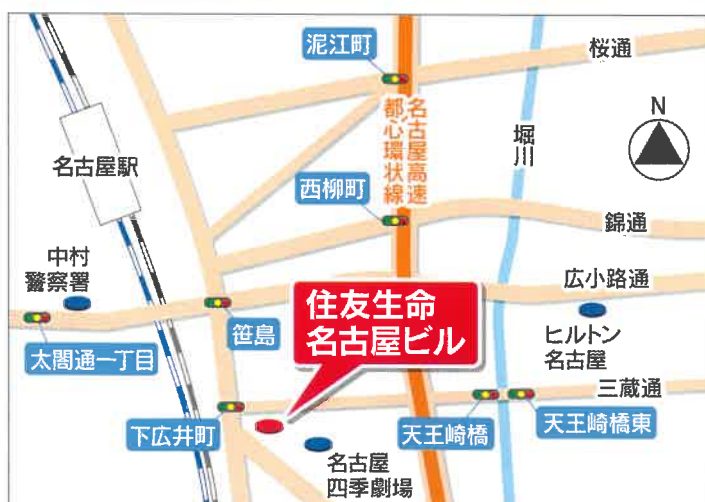 泥江町
桜通
名古屋高速
都心環状線
堀川
N
名古屋駅
西柳町
錦通
中村
警察署
広小路通
住友生命
名古屋ビル
笹島
ヒルトン
名古屋
太閤通一丁目
三蔵通
下広井町
天王崎橋
天王崎橋東
名古屋
四季劇場